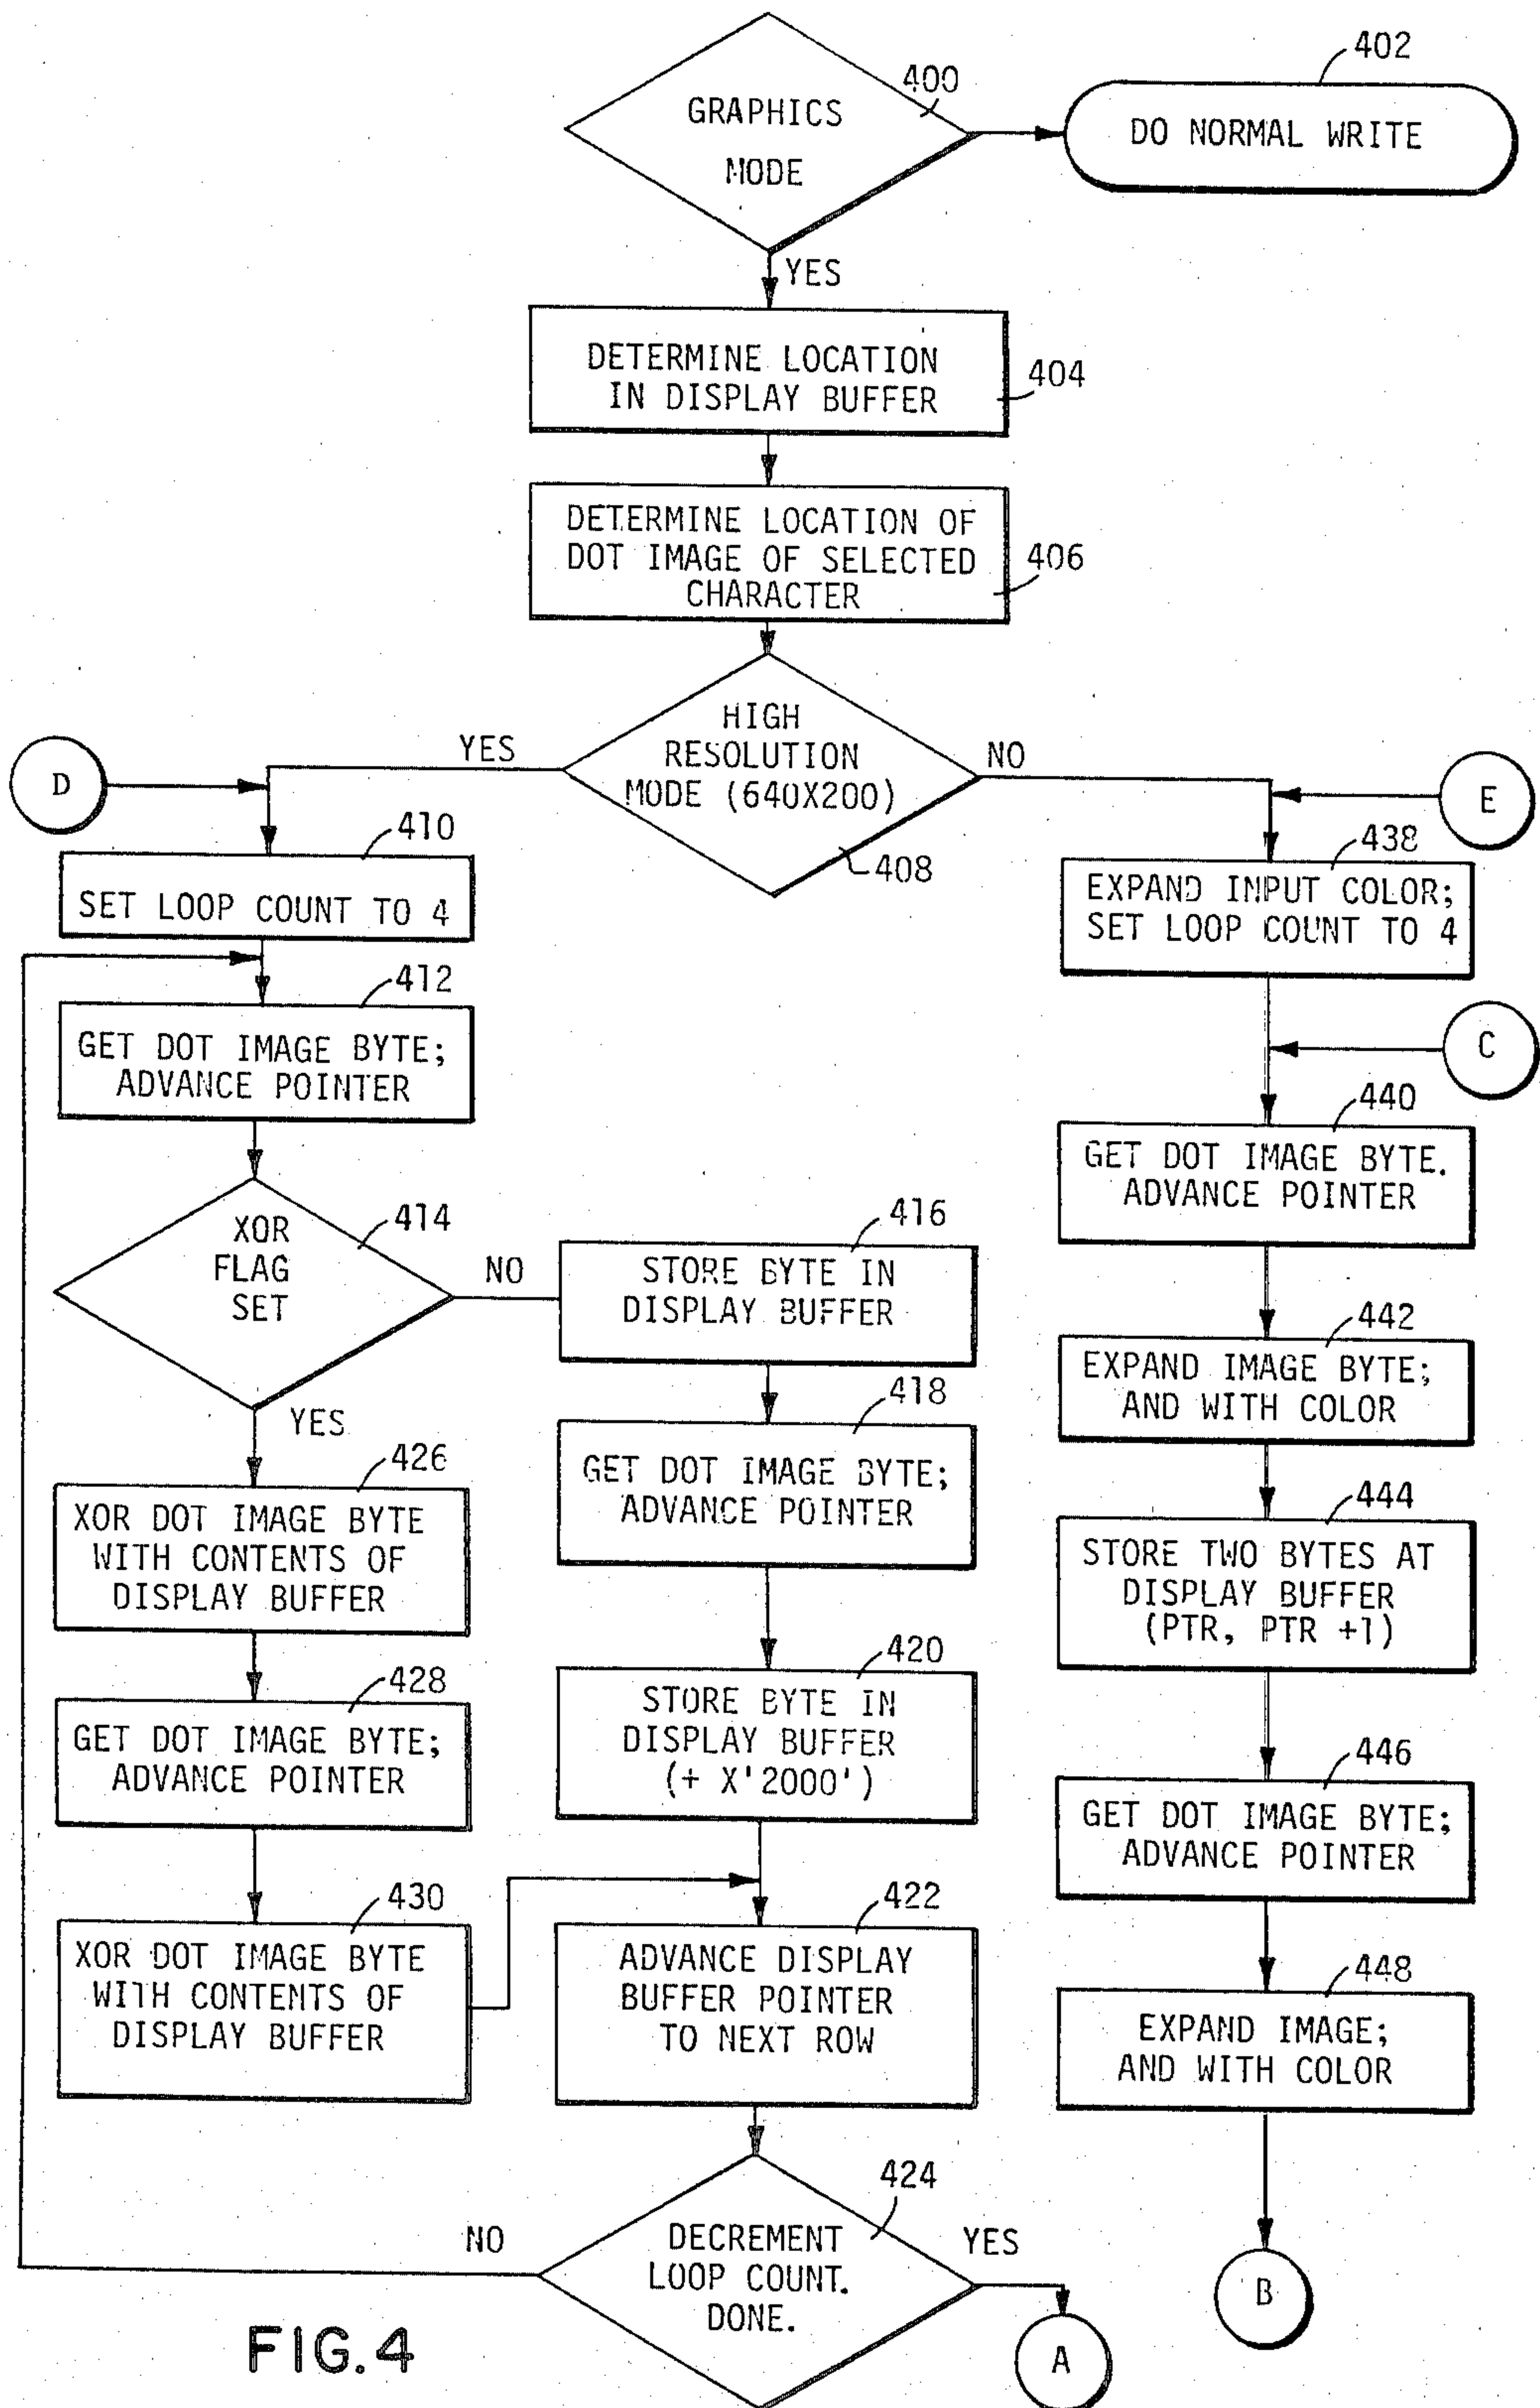 400
GRAPHICS
MODE
402
DO NORMAL WRITE
YES
DETERMINE LOCATION
IN DISPLAY BUFFER
404
DETERMINE LOCATION OF
DOT IMAGE OF SELECTED
CHARACTER
406
HIGH
RESOLUTION
MODE (640X200)
408
YES
NO
D
E
410
SET LOOP COUNT TO 4
438
EXPAND INPUT COLOR;
SET LOOP COUNT TO 4
412
GET DOT IMAGE BYTE;
ADVANCE POINTER
C
440
GET DOT IMAGE BYTE.
ADVANCE POINTER
414
XOR
FLAG
SET
NO
YES
416
STORE BYTE IN
DISPLAY BUFFER
442
EXPAND IMAGE BYTE;
AND WITH COLOR
418
GET DOT IMAGE BYTE;
ADVANCE POINTER
426
XOR DOT IMAGE BYTE
WITH CONTENTS OF
DISPLAY BUFFER
444
STORE TWO BYTES AT
DISPLAY BUFFER
(PTR, PTR +1)
428
GET DOT IMAGE BYTE;
ADVANCE POINTER
420
STORE BYTE IN
DISPLAY BUFFER
(+ X'2000')
446
GET DOT IMAGE BYTE;
ADVANCE POINTER
430
XOR DOT IMAGE BYTE
WITH CONTENTS OF
DISPLAY BUFFER
422
ADVANCE DISPLAY
BUFFER POINTER
TO NEXT ROW
448
EXPAND IMAGE;
AND WITH COLOR
424
DECREMENT
LOOP COUNT.
DONE.
NO
YES
B
A
FIG.4